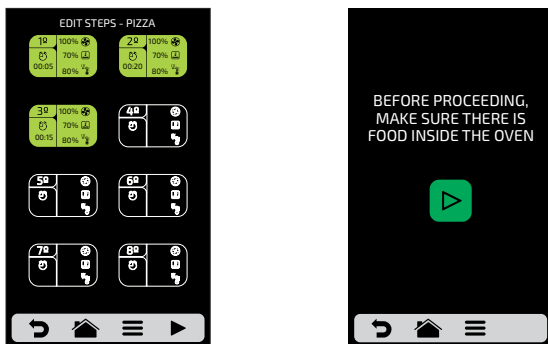 EDIT STEPS - PIZZA
1º 100%
70%
00:05
80%
2º 100%
70%
00:20
80%
3º 100%
70%
00:15
80%
4º
5º
6º
7º
8º
BEFORE PROCEEDING,
MAKE SURE THERE IS
FOOD INSIDE THE OVEN